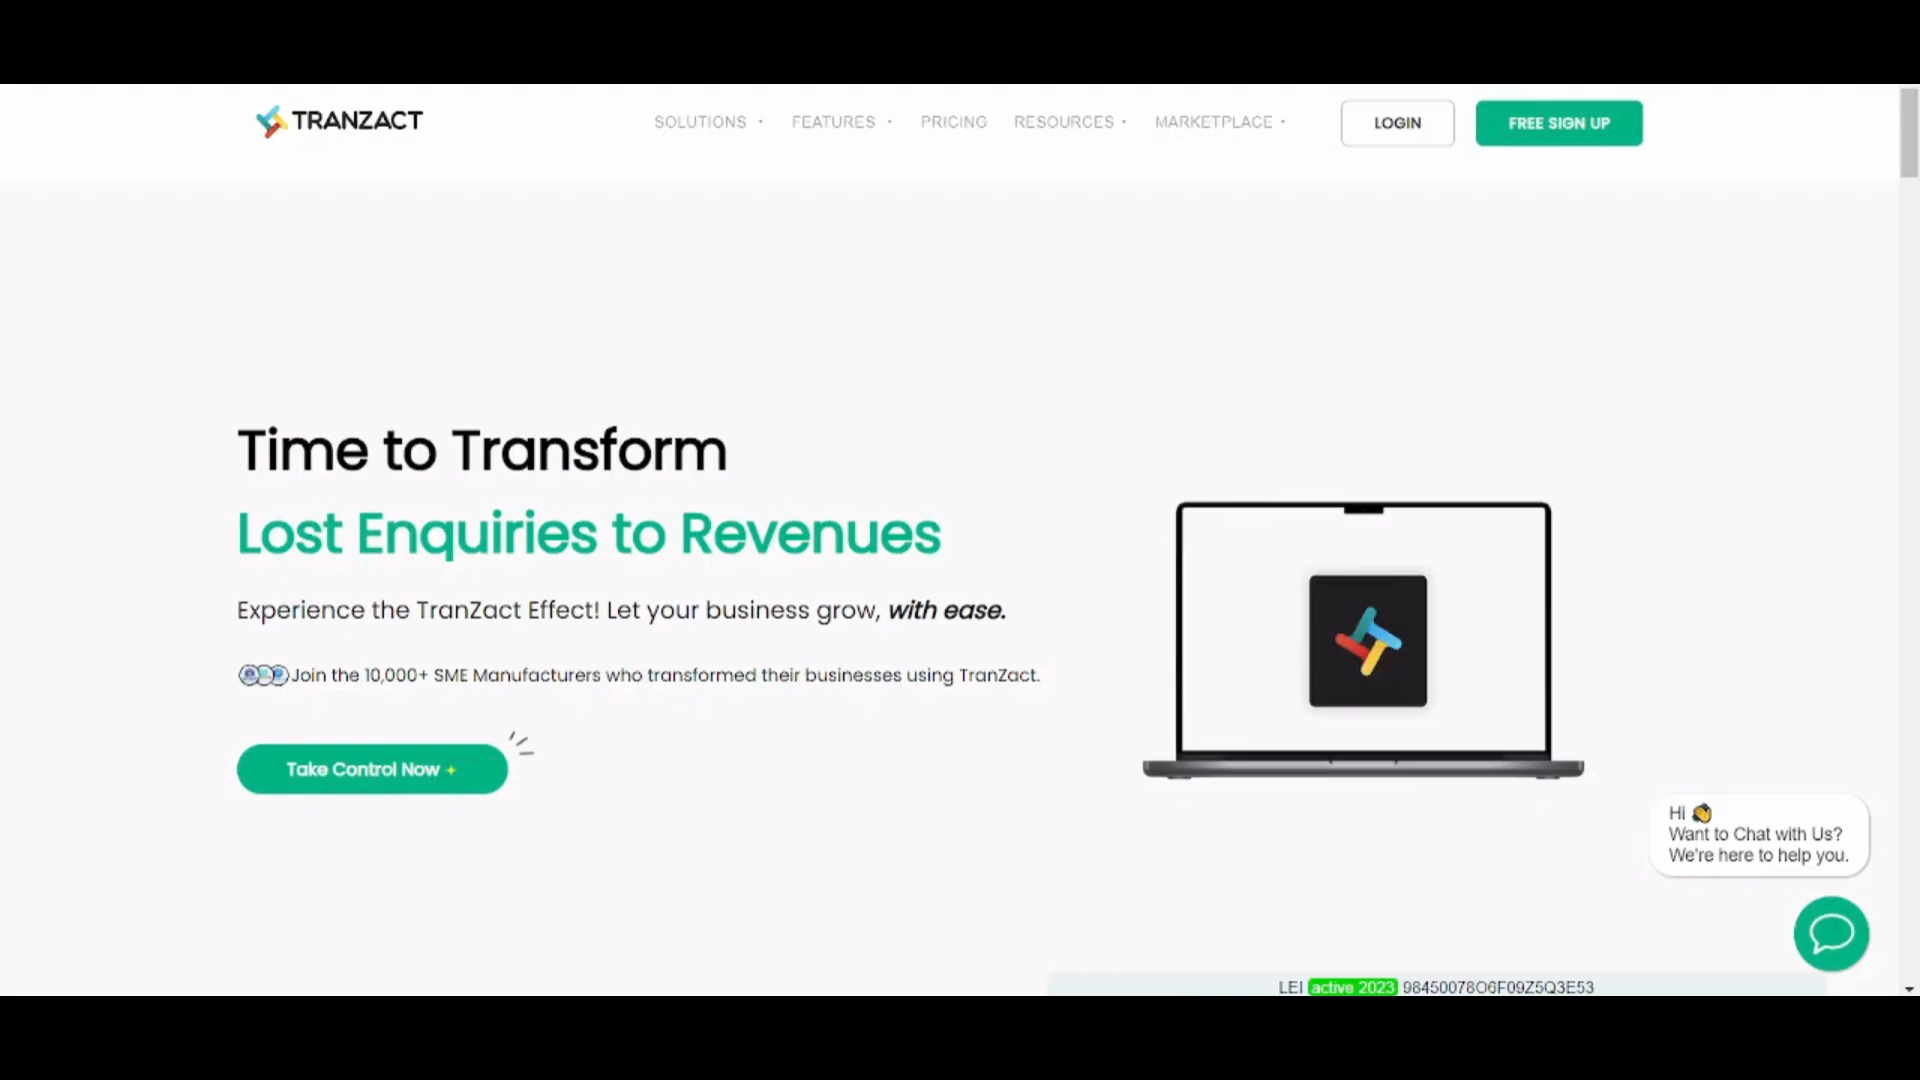 TRANZACT
SOLUTIONS
FEATURES
PRICING
RESOURCES
MARKETPLACE
LOGIN
FREE SIGN UP
Time to Transform
Lost Enquiries to Revenues
Experience the TranZact Effect! Let your business grow, with ease.
Join the 10,000+ SME Manufacturers who transformed their businesses using TranZact.
Take Control Now
Hi
Want to Chat with Us?
We're here to help you.
LEI active 2023 98450078O6F09Z5Q3E53